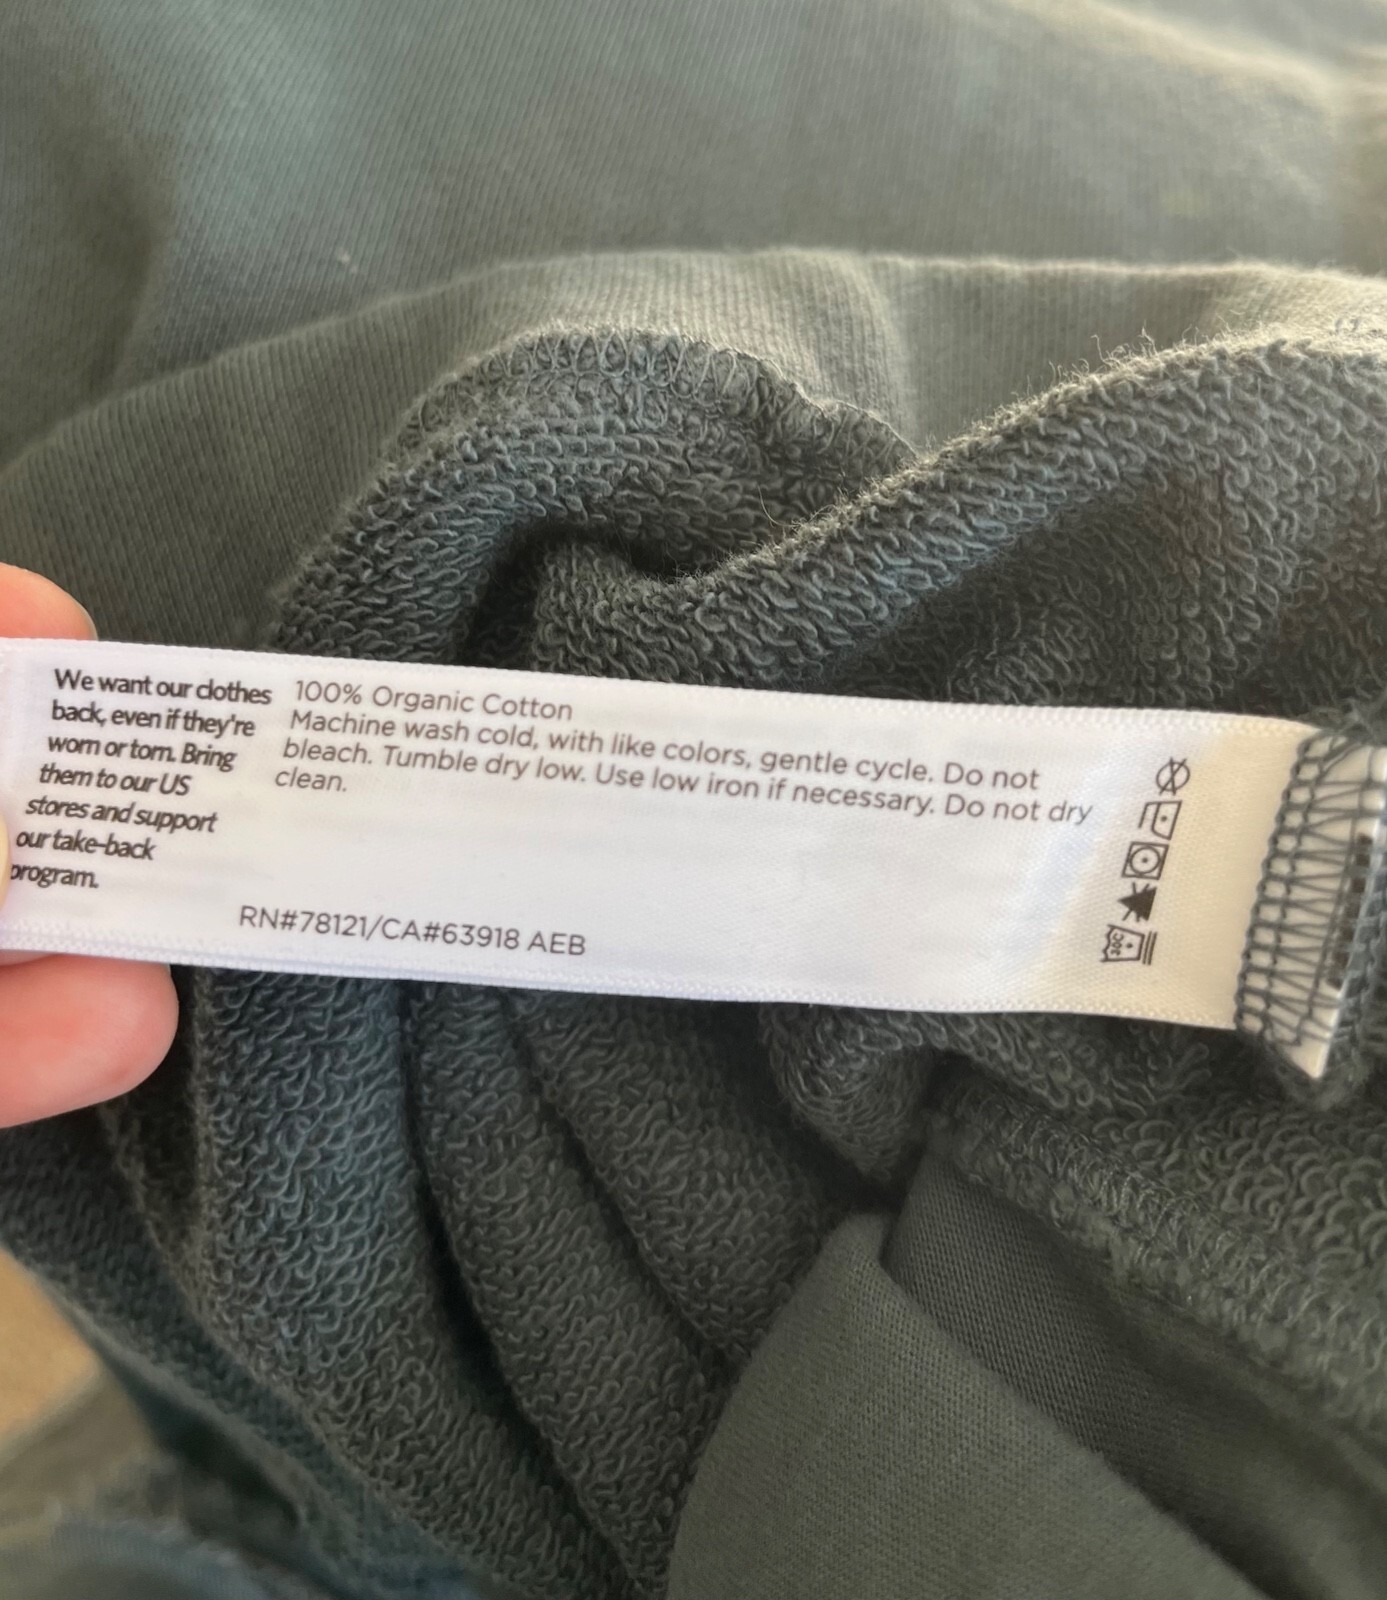 We want our clothes
back, even if they're
worn or torn. Bring
them to our US
stores and support
our take-back
program.
100% Organic Cotton
Machine wash cold, with like colors, gentle cycle. Do not
bleach. Tumble dry low. Use low iron if necessary. Do not dry
clean.
RN#78121/CA#63918 AEB
30C